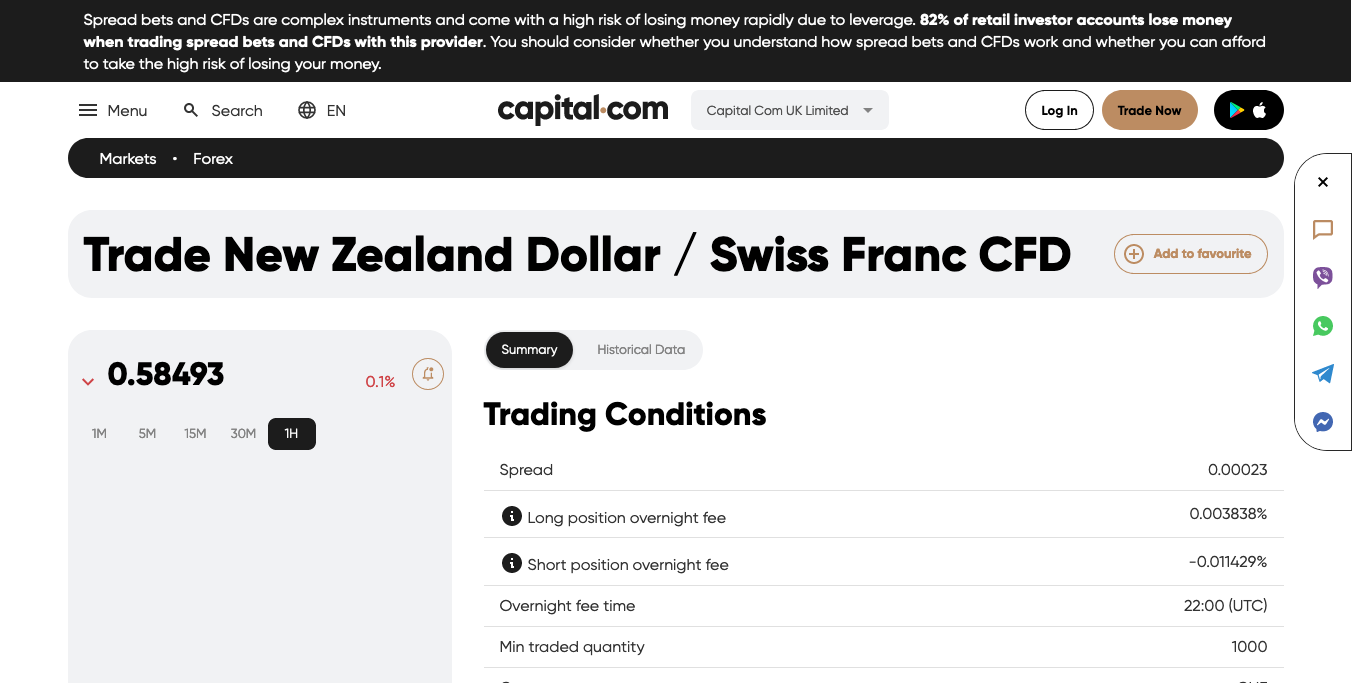 Spread bets and CFDs are complex instruments and come with a high risk of losing money rapidly due to leverage. 82% of retail investor accounts lose money
when trading spread bets and CFDs with this provider. You should consider whether you understand how spread bets and CFDs work and whether you can afford
to take the high risk of losing your money.
Menu
Search
EN
capital.com
Capital Com UK Limited
Log In
Trade Now
Markets • Forex
Trade New Zealand Dollar / Swiss Franc CFD
Add to favourite
0.58493
0.1%
1M 5M 15M 30M 1H
Summary
Historical Data
Trading Conditions
Spread 0.00023
Long position overnight fee 0.003838%
Short position overnight fee -0.011429%
Overnight fee time 22:00 (UTC)
Min traded quantity 1000